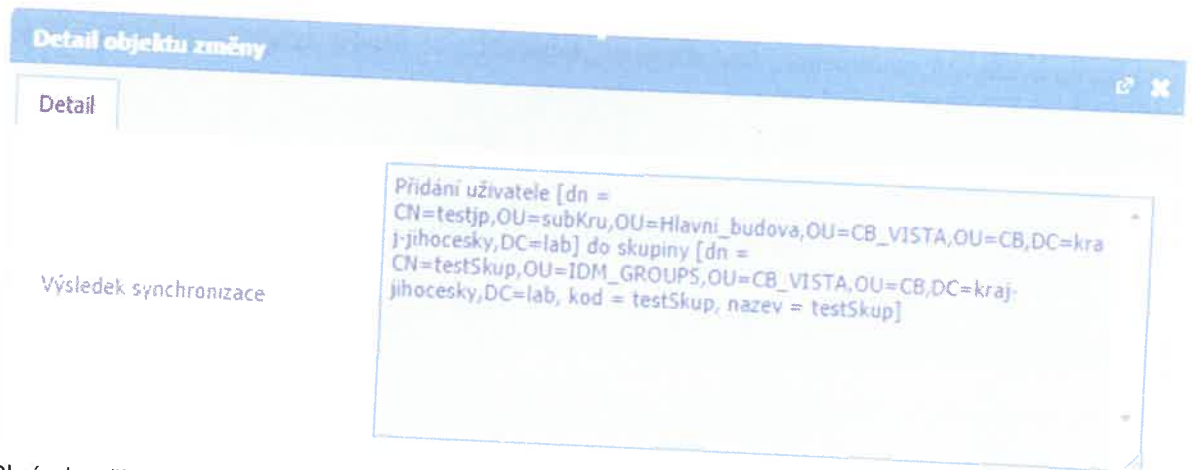 Detail objektu změny
Detail
Výsledek synchronizace
Přidání uživatele [dn =
CN=testjp,OU=subKru,OU=Hlavni_budova,OU=CB_VISTA,OU=CB,DC=kra
j-jihocesky,DC=lab] do skupiny [dn =
CN=testSkup,OU=IDM_GROUPS,OU=CB_VISTA,OU=CB,DC=kraj-
jihocesky,DC=lab, kod = testSkup, nazev = testSkup]